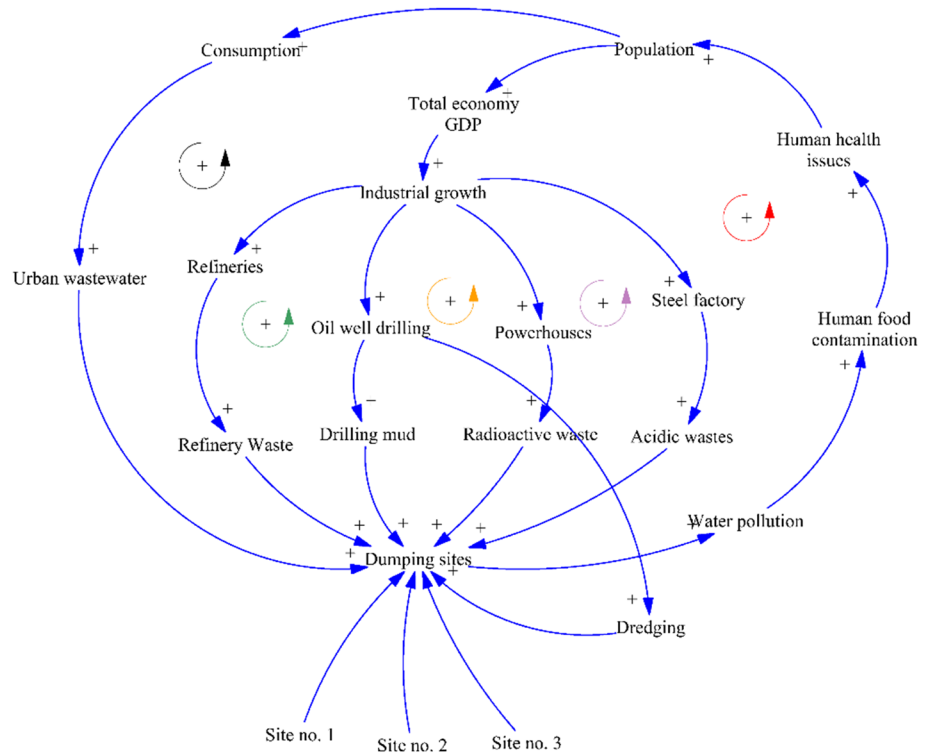 Consumption
+
Population
+
Total economy
GDP
+
Human health
issues
+
+
+
Industrial growth
+
+
Urban wastewater
Refineries
+
+
Steel factory
+
+
+
+
+
+
Oil well drilling
Powerhouses
Human food
contamination
+
+
−
+
+
Refinery Waste
Drilling mud
Radioactive waste
Acidic wastes
+
+
+
+
+
+
Water pollution
Dumping sites
+
+
Dredging
Site no. 1
Site no. 2
Site no. 3